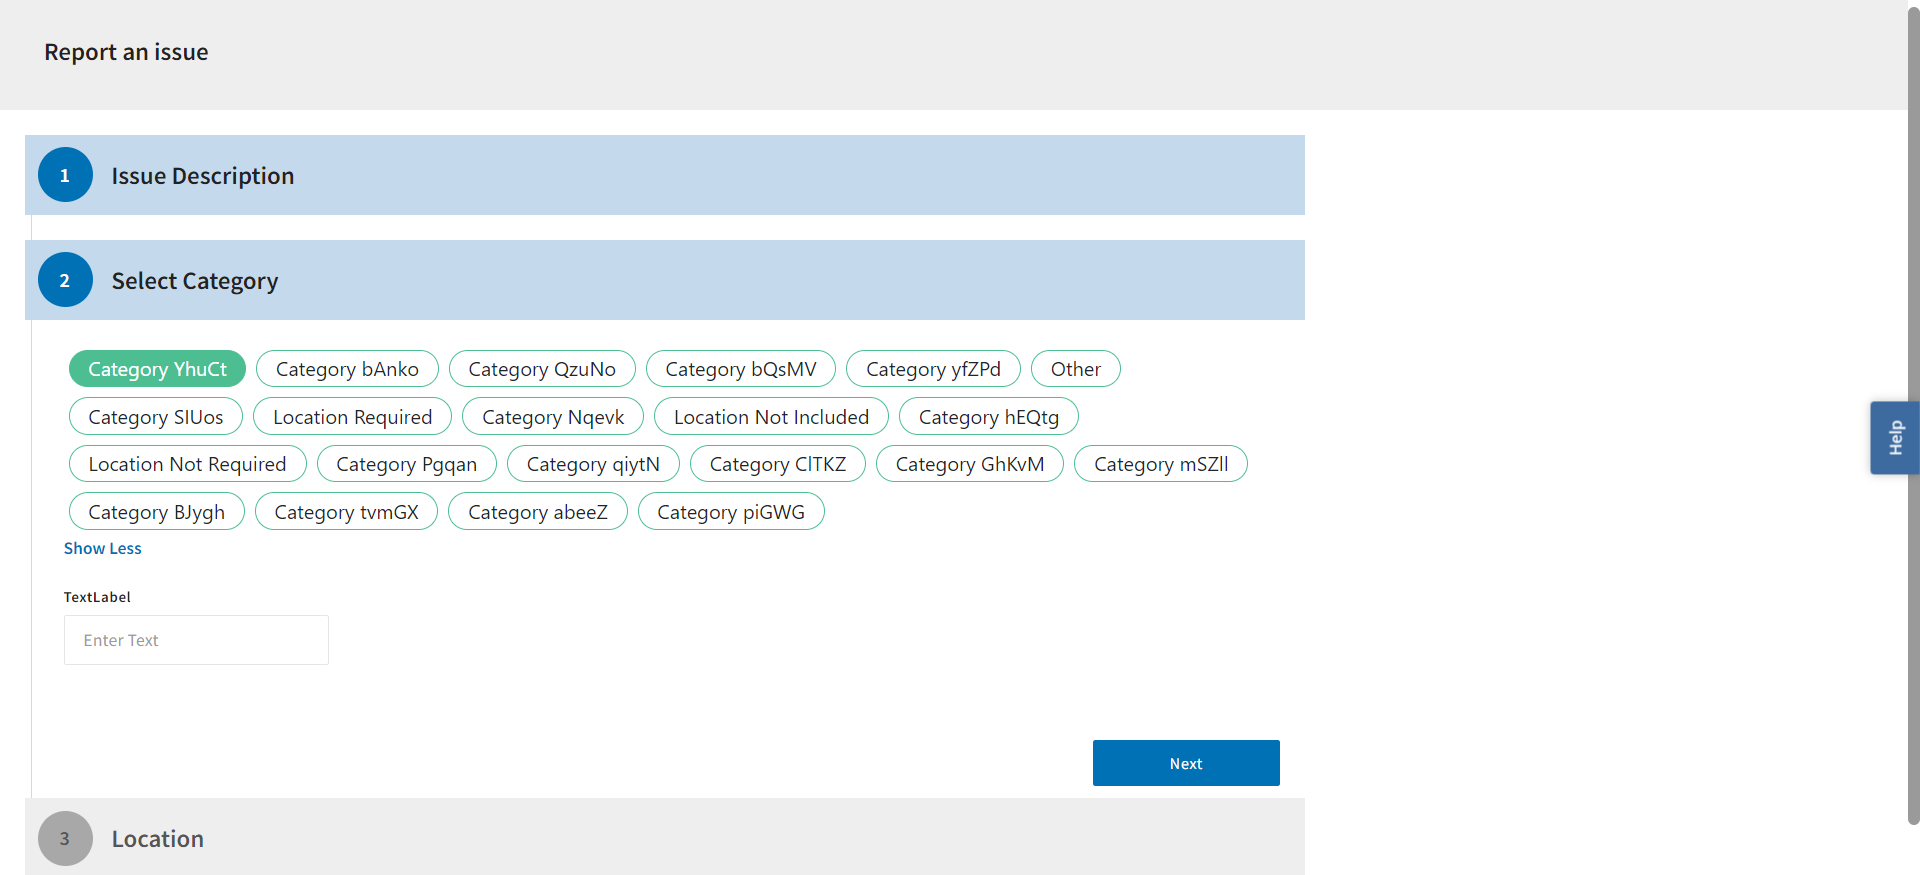 Report an issue
1 Issue Description
2 Select Category
Category YhuCt Category bAnko Category QzuNo Category bQsMV Category yfZPd Other
Category SIUos Location Required Category Nqevk Location Not Included Category hEQtg
Location Not Required Category Pgqan Category qiytN Category ClTKZ Category GhKvM Category mSZll
Category BJygh Category tvmGX Category abeeZ Category piGWG
Show Less
TextLabel
Enter Text
Next
3 Location
Help